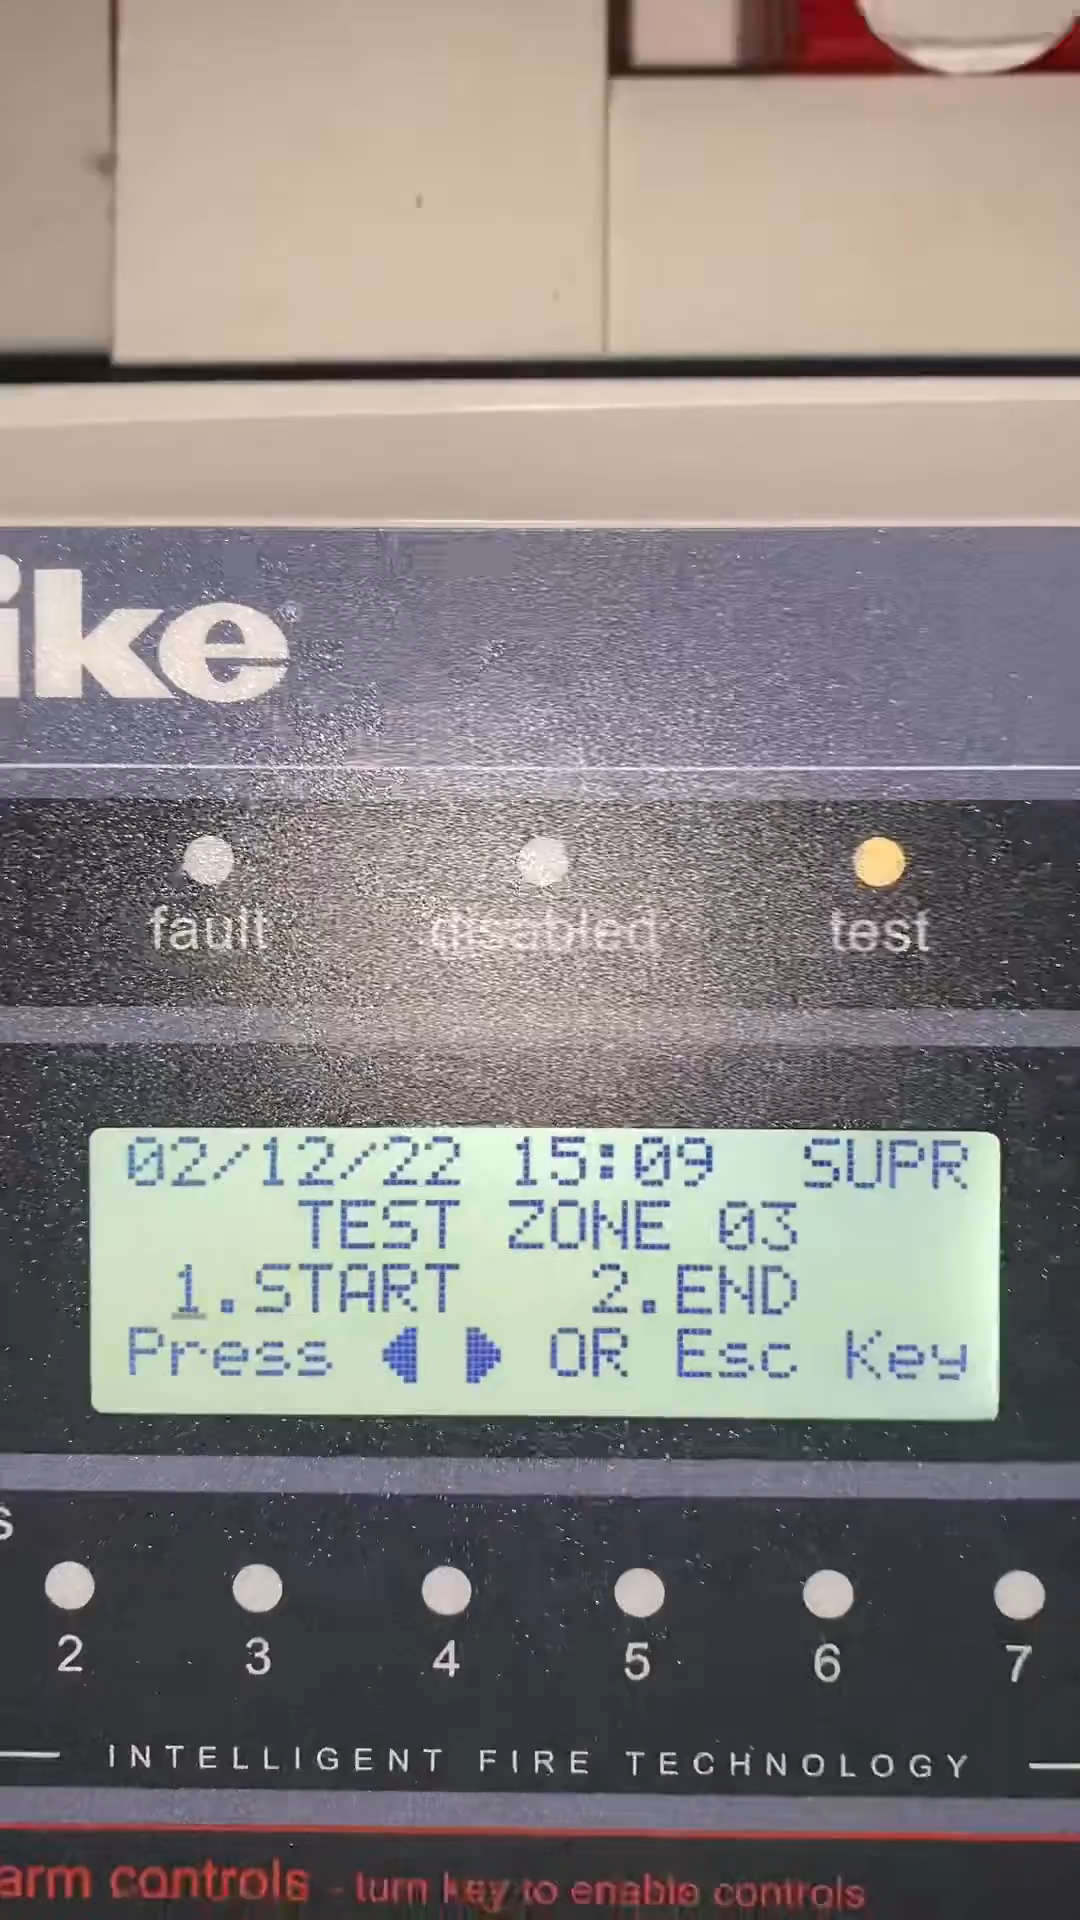 ike
fault disabled test
02/12/22 15:09 SUPR
TEST ZONE 03
1.START 2.END
Press ◀ ▶ OR Esc Key
s
2 3 4 5 6 7
INTELLIGENT FIRE TECHNOLOGY
arm controls - turn key to enable controls